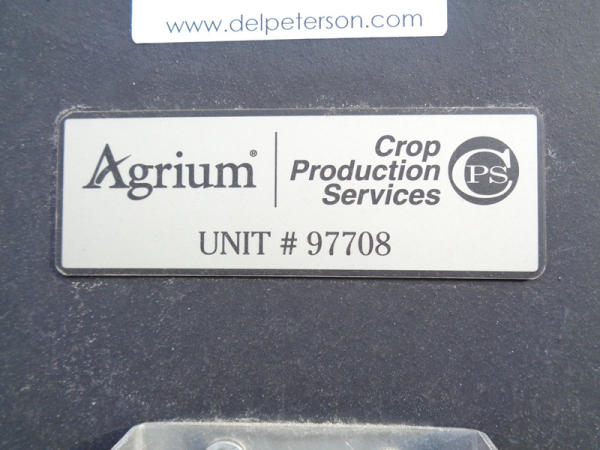 www.delpeterson.com
Agrium®
Crop
Production
Services
CPS
UNIT # 97708